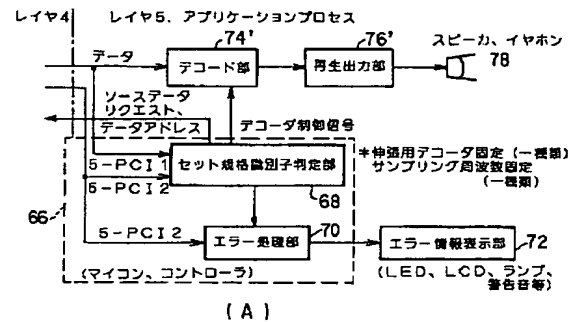 レイヤ4
レイヤ5、アプリケーションプロセス
74'
76'
スピーカ、イヤホン
78
データ
デコード部
再生出力部
ソースデータ
リクエスト、
データアドレス
デコーダ制御信号
5-PCI1
5-PCI2
セット規格識別子判定部
*伸張用デコーダ固定(一種類)
サンプリング周波数固定
(一種類)
66
68
5-PCI2
エラー処理部
70
エラー情報表示部
72
(マイコン、コントローラ)
(LED、LCD、ランプ、
警告音等)
(A)